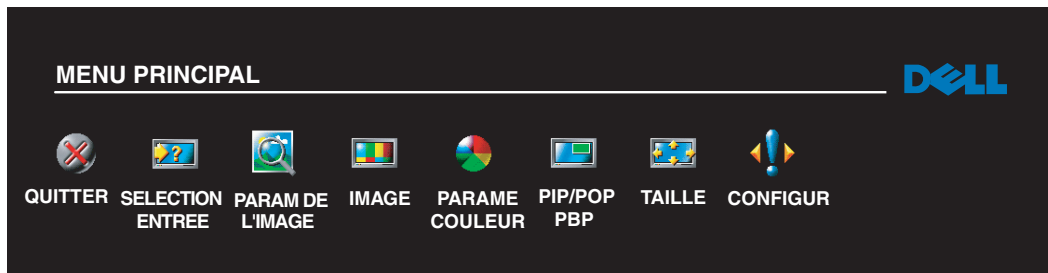 MENU PRINCIPAL
DELL
?
QUITTER
SELECTION
ENTREE
PARAM DE
L'IMAGE
IMAGE
PARAME
COULEUR
PIP/POP
PBP
TAILLE
CONFIGUR